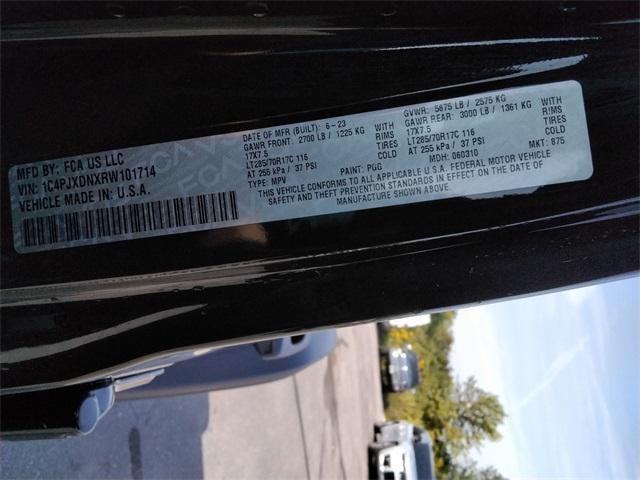 MFD BY: FCA US LLC
VIN: 1C4PJXDNXRW101714
VEHICLE MADE IN: U.S.A.
DATE OF MFR (BUILT): 6-23
GAWR FRONT: 2700 LB / 1225 KG WITH
17X7.5 RIMS
LT285/70R17C 116 TIRES
AT 255 kPa / 37 PSI COLD
TYPE: MPV PAINT: PGG
GVWR: 5675 LB / 2575 KG
GAWR REAR: 3000 LB / 1361 KG WITH
17X7.5 RIMS
LT285/70R17C 116 TIRES
AT 255 kPa / 37 PSI COLD
MDH: 060310 MKT: 875
THIS VEHICLE CONFORMS TO ALL APPLICABLE U.S.A. FEDERAL MOTOR VEHICLE
SAFETY AND THEFT PREVENTION STANDARDS IN EFFECT ON THE DATE OF
MANUFACTURE SHOWN ABOVE.